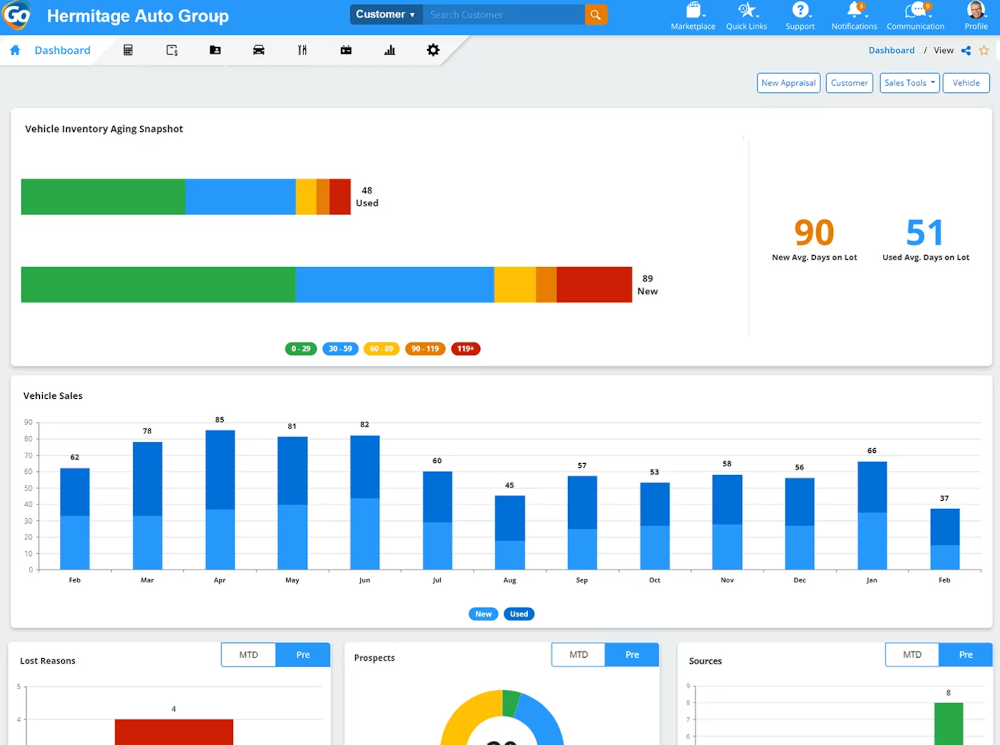 Go Hermitage Auto Group Customer Search Customer
Marketplace Quick Links Support Notifications 3 Communication 9 Profile
Dashboard Dashboard / View
New Appraisal Customer Sales Tools Vehicle
Vehicle Inventory Aging Snapshot
48
Used
90 51
New Avg. Days on Lot Used Avg. Days on Lot
89
New
0 - 29 30 - 59 60 - 89 90 - 119 119+
Vehicle Sales
90
80
70
60
50
40
30
20
10
0
62 78 85 81 82 60 45 57 53 58 56 66 37
Feb Mar Apr May Jun Jul Aug Sep Oct Nov Dec Jan Feb
New Used
Lost Reasons MTD Pre
5
4
4
Prospects MTD Pre
Sources MTD Pre
9
8
7
6
8